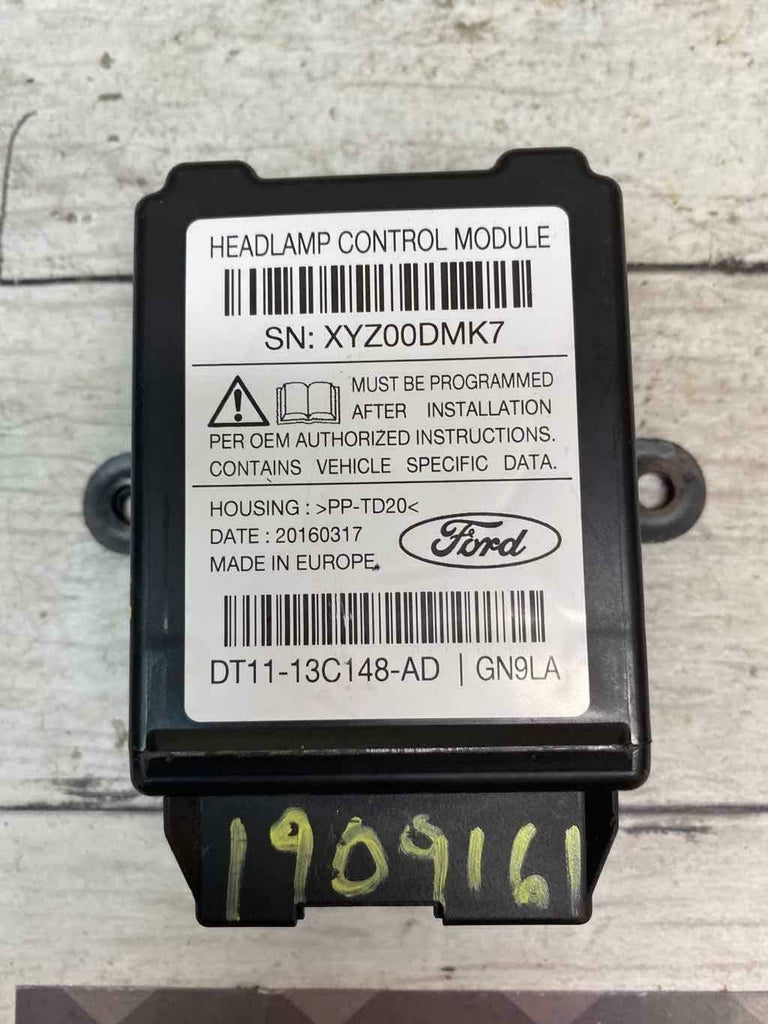 HEADLAMP CONTROL MODULE
SN: XYZ00DMK7
MUST BE PROGRAMMED
AFTER INSTALLATION
PER OEM AUTHORIZED INSTRUCTIONS.
CONTAINS VEHICLE SPECIFIC DATA.
HOUSING : >PP-TD20<
DATE : 20160317
MADE IN EUROPE
Ford
DT11-13C148-AD | GN9LA
1909161